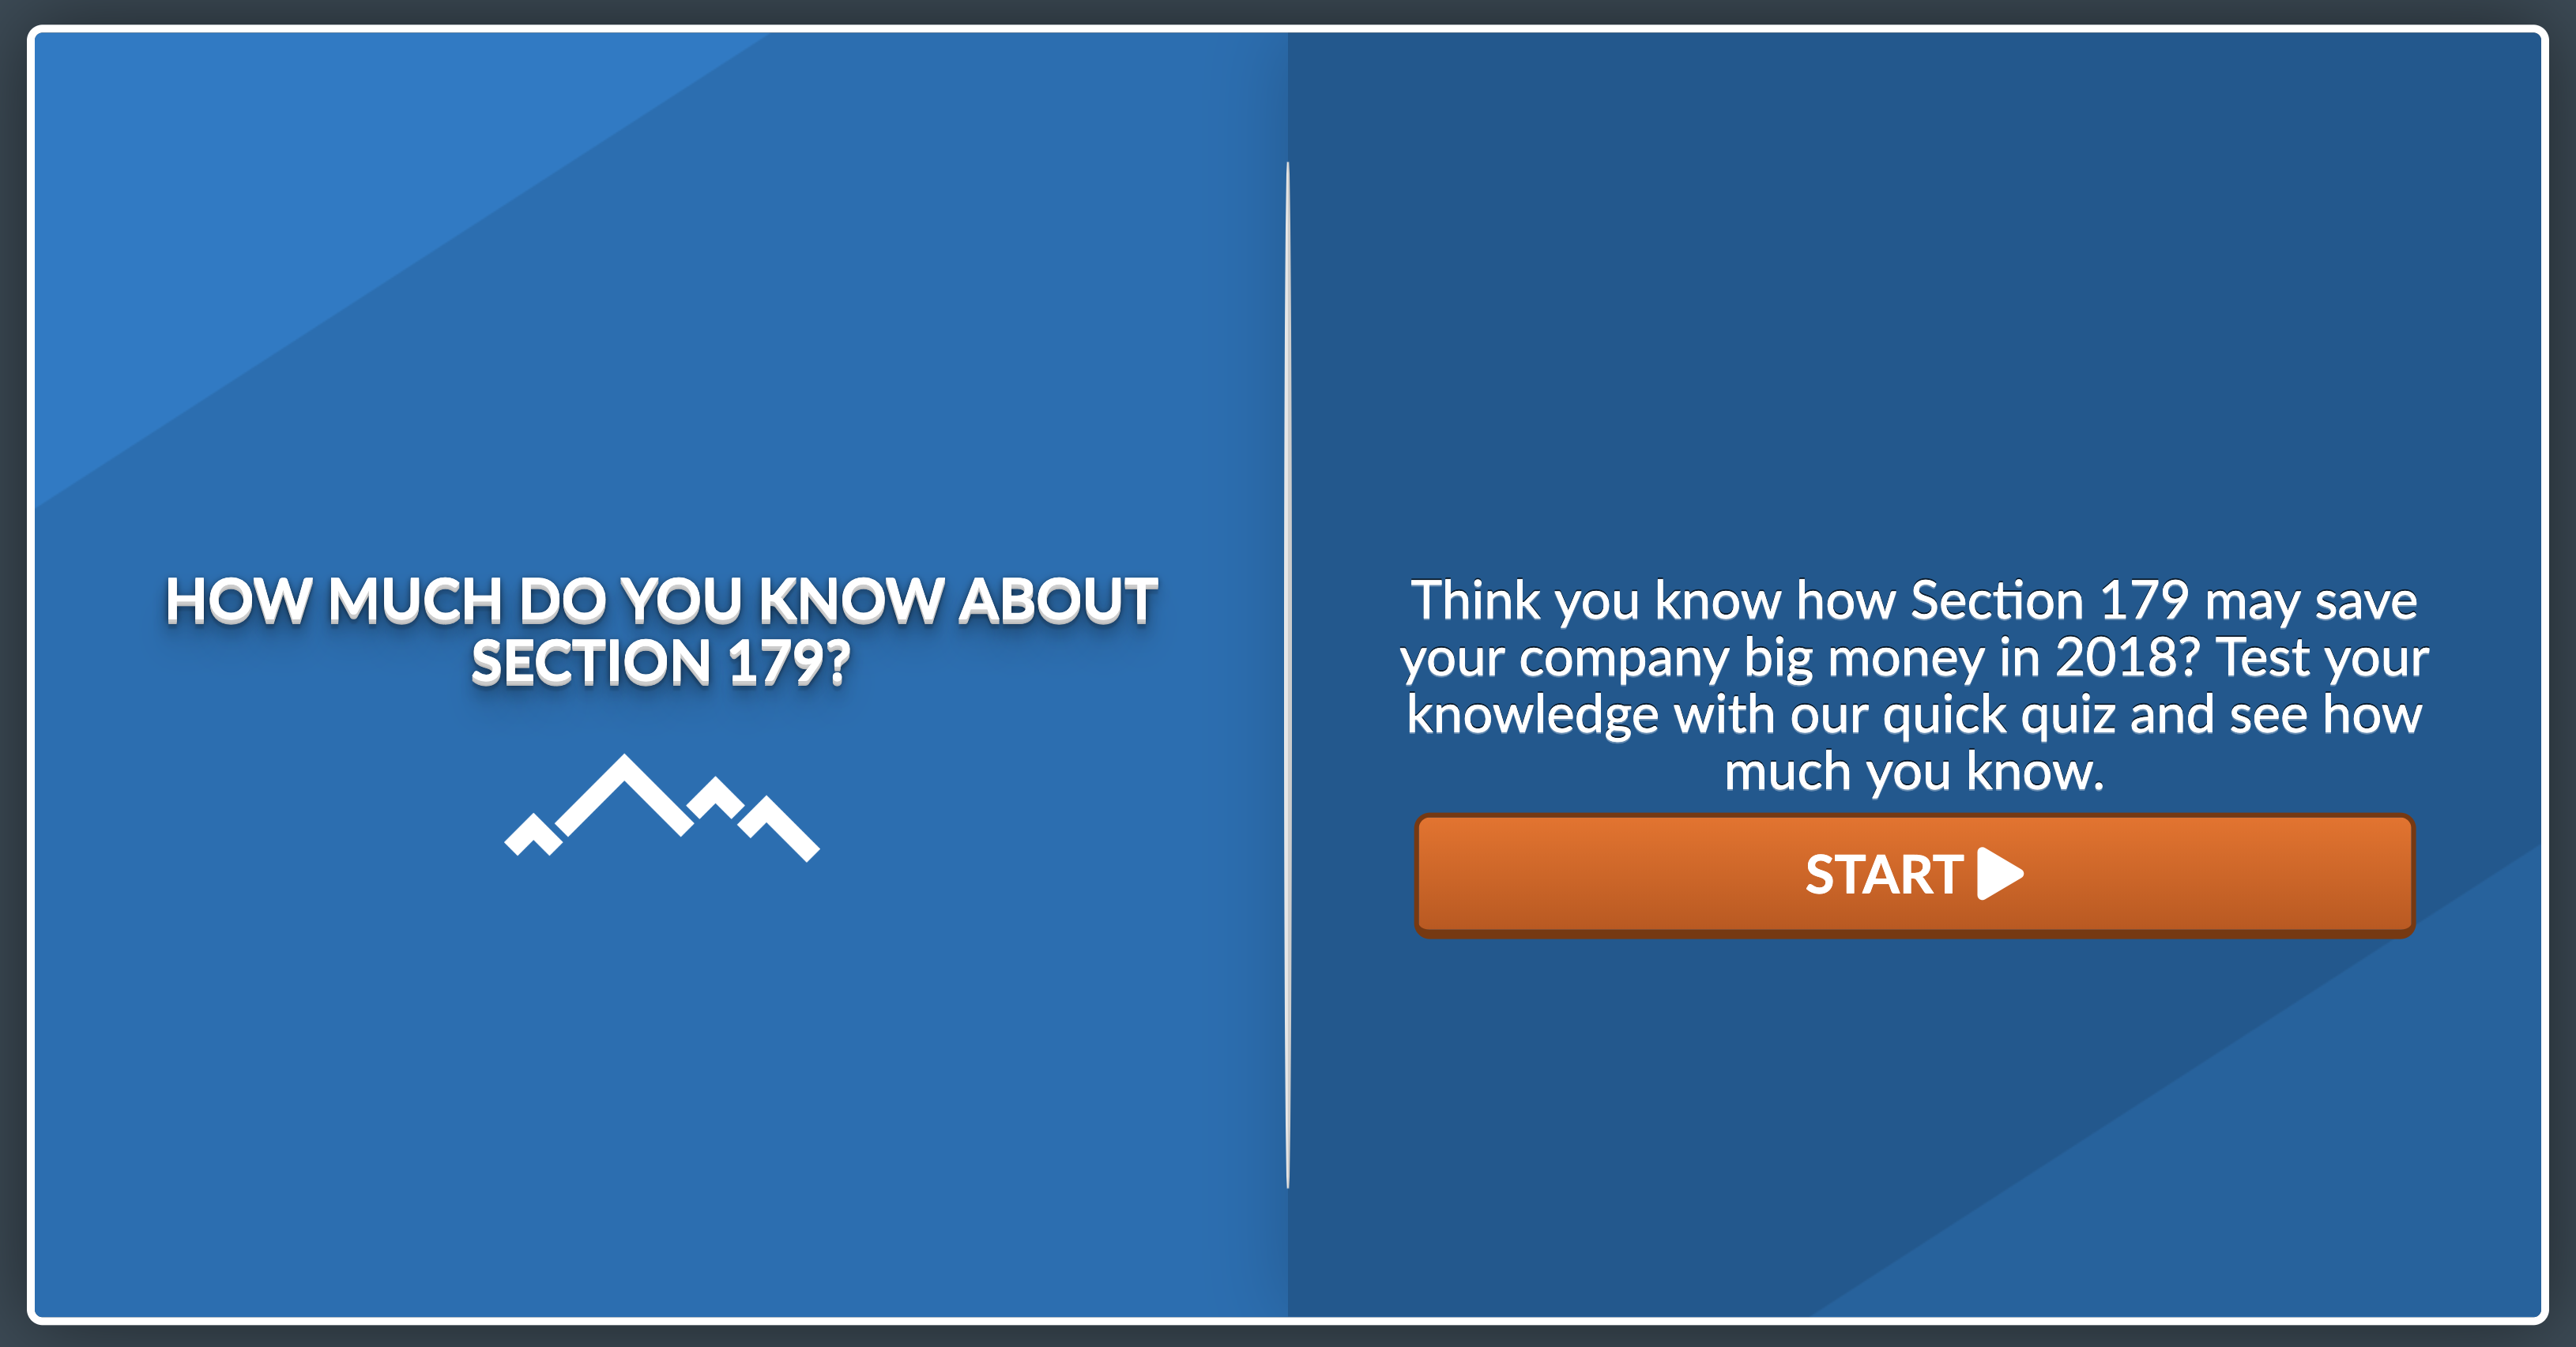 HOW MUCH DO YOU KNOW ABOUT
SECTION 179?
Think you know how Section 179 may save
your company big money in 2018? Test your
knowledge with our quick quiz and see how
much you know.
START